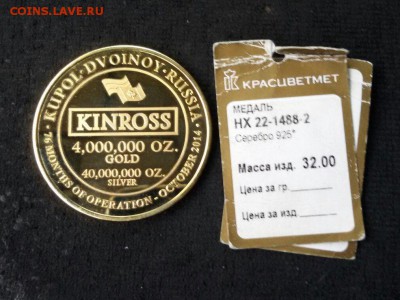 COINS.LAVE.RU
KUPOL · DVOINOY · RUSSIA
KINROSS
4,000,000 OZ.
GOLD
40,000,000 OZ.
SILVER
76 MONTHS OF OPERATION - OCTOBER 2014
КРАСЦВЕТМЕТ
МЕДАЛЬ
НХ 22-1488-2
Серебро 925°
Масса изд. 32.00
Цена за гр.
Цена за изд.